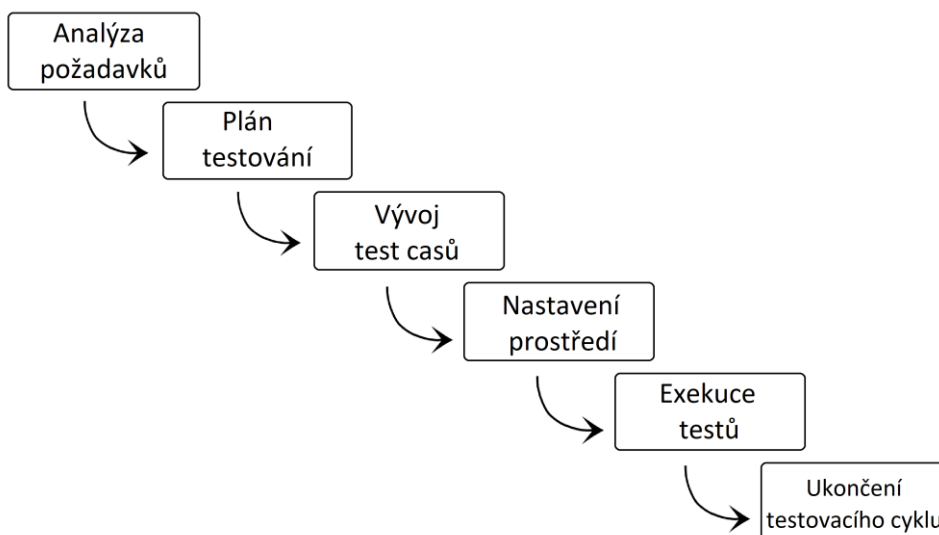 Analýza
požadavků
Plán
testování
Vývoj
test casů
Nastavení
prostředí
Exekuce
testů
Ukončení
testovacího cyklu